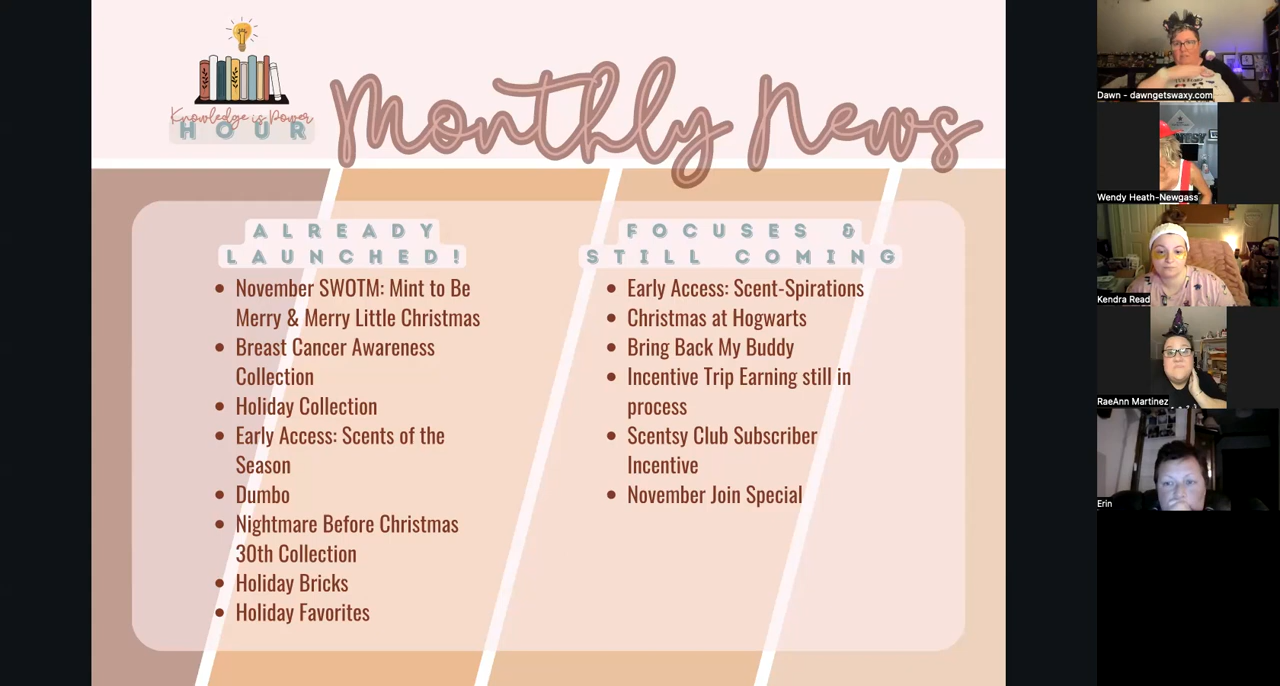 Knowledge is Power
HOUR
Monthly News
ALREADY
LAUNCHED!
• November SWOTM: Mint to Be
Merry & Merry Little Christmas
• Breast Cancer Awareness
Collection
• Holiday Collection
• Early Access: Scents of the
Season
• Dumbo
• Nightmare Before Christmas
30th Collection
• Holiday Bricks
• Holiday Favorites
FOCUSES &
STILL COMING
• Early Access: Scent-Spirations
• Christmas at Hogwarts
• Bring Back My Buddy
• Incentive Trip Earning still in
process
• Scentsy Club Subscriber
Incentive
• November Join Special
Dawn - dawngetswaxy.com
Wendy Heath-Newgass
Kendra Read
RaeAnn Martinez
Erin